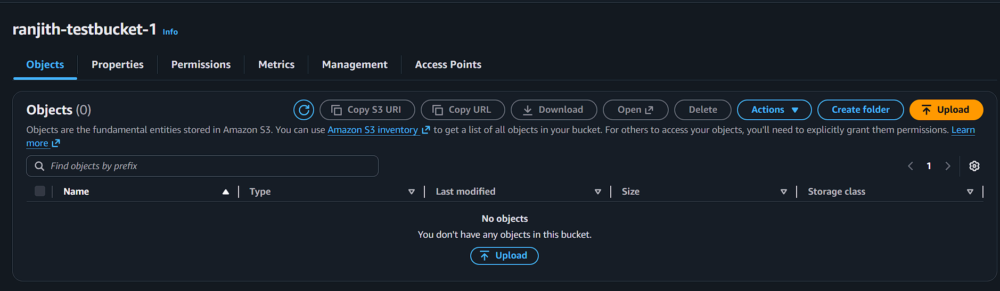 ranjith-testbucket-1 Info
Objects Properties Permissions Metrics Management Access Points
Objects (0) Copy S3 URI Copy URL Download Open Delete Actions Create folder Upload
Objects are the fundamental entities stored in Amazon S3. You can use Amazon S3 inventory to get a list of all objects in your bucket. For others to access your objects, you'll need to explicitly grant them permissions. Learn
more
Find objects by prefix 1
Name Type Last modified Size Storage class
No objects
You don't have any objects in this bucket.
Upload